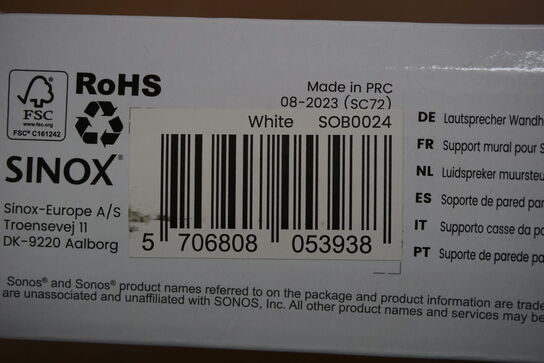 RoHS
FSC
www.fsc.org
FSC® C161242
SINOX®
Sinox-Europe A/S
Troensevej 11
DK-9220 Aalborg
Made in PRC
08-2023 (SC72)
White SOB0024
5 706808 053938
DE Lautsprecher Wandh
FR Support mural pour S
NL Luidspreker muursteu
ES Soporte de pared par
IT Supporto casse da pa
PT Suporte de parede pa
Sonos® and Sonos® product names referred to on the package and product information are trade
are unassociated and unaffiliated with SONOS, Inc. All other product names and services may be